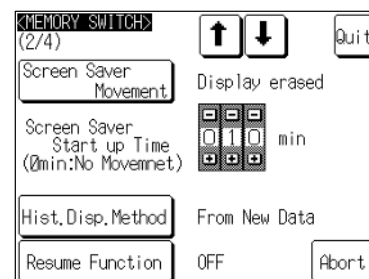 <MEMORY SWITCH>
(2/4)
Quit
Screen Saver
Movement
Display erased
Screen Saver
Start up Time
(0min:No Movemnet)
010 min
Hist.Disp.Method
From New Data
Resume Function
OFF
Abort